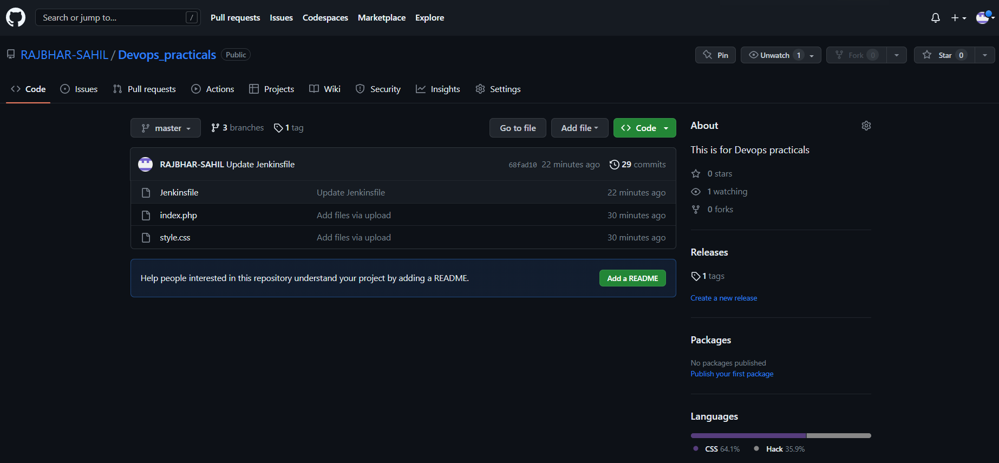 Search or jump to... /
Pull requests Issues Codespaces Marketplace Explore
RAJBHAR-SAHIL / Devops_practicals Public
Pin Unwatch 1 Fork 0 Star 0
Code Issues Pull requests Actions Projects Wiki Security Insights Settings
master 3 branches 1 tag Go to file Add file Code
RAJBHAR-SAHIL Update Jenkinsfile 68fad10 22 minutes ago 29 commits
Jenkinsfile Update Jenkinsfile 22 minutes ago
index.php Add files via upload 30 minutes ago
style.css Add files via upload 30 minutes ago
Help people interested in this repository understand your project by adding a README. Add a README
About
This is for Devops practicals
0 stars
1 watching
0 forks
Releases
1 tags
Create a new release
Packages
No packages published
Publish your first package
Languages
CSS 64.1% Hack 35.9%